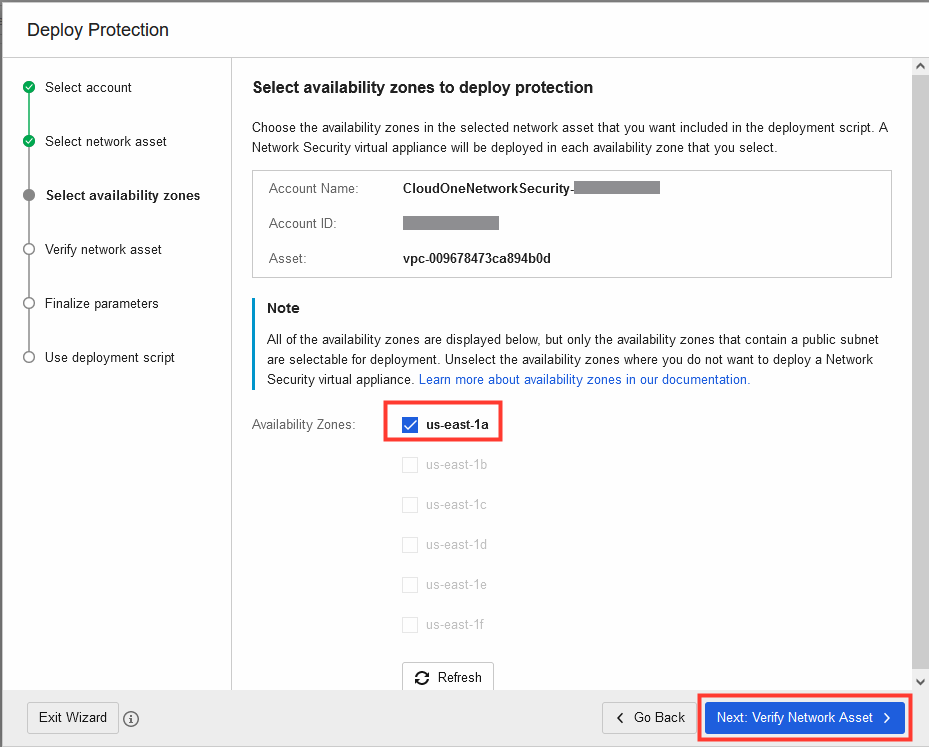 Deploy Protection
Select account
Select network asset
Select availability zones
Verify network asset
Finalize parameters
Use deployment script
Select availability zones to deploy protection
Choose the availability zones in the selected network asset that you want included in the deployment script. A
Network Security virtual appliance will be deployed in each availability zone that you select.
Account Name: CloudOneNetworkSecurity-
Account ID:
Asset: vpc-009678473ca894b0d
Note
All of the availability zones are displayed below, but only the availability zones that contain a public subnet
are selectable for deployment. Unselect the availability zones where you do not want to deploy a Network
Security virtual appliance. Learn more about availability zones in our documentation.
Availability Zones: us-east-1a
us-east-1b
us-east-1c
us-east-1d
us-east-1e
us-east-1f
Refresh
Exit Wizard
Go Back
Next: Verify Network Asset